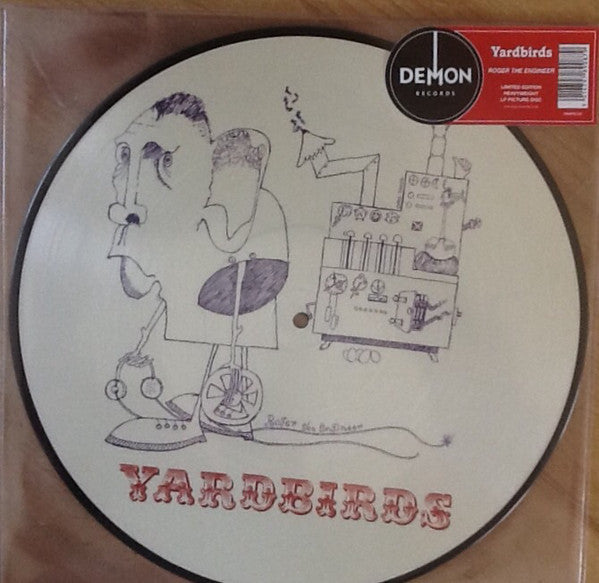 DEMON
RECORDS
Yardbirds
ROGER THE ENGINEER
LIMITED EDITION
HEAVYWEIGHT
LP PICTURE DISC
Roger the Engineer
YARDBIRDS